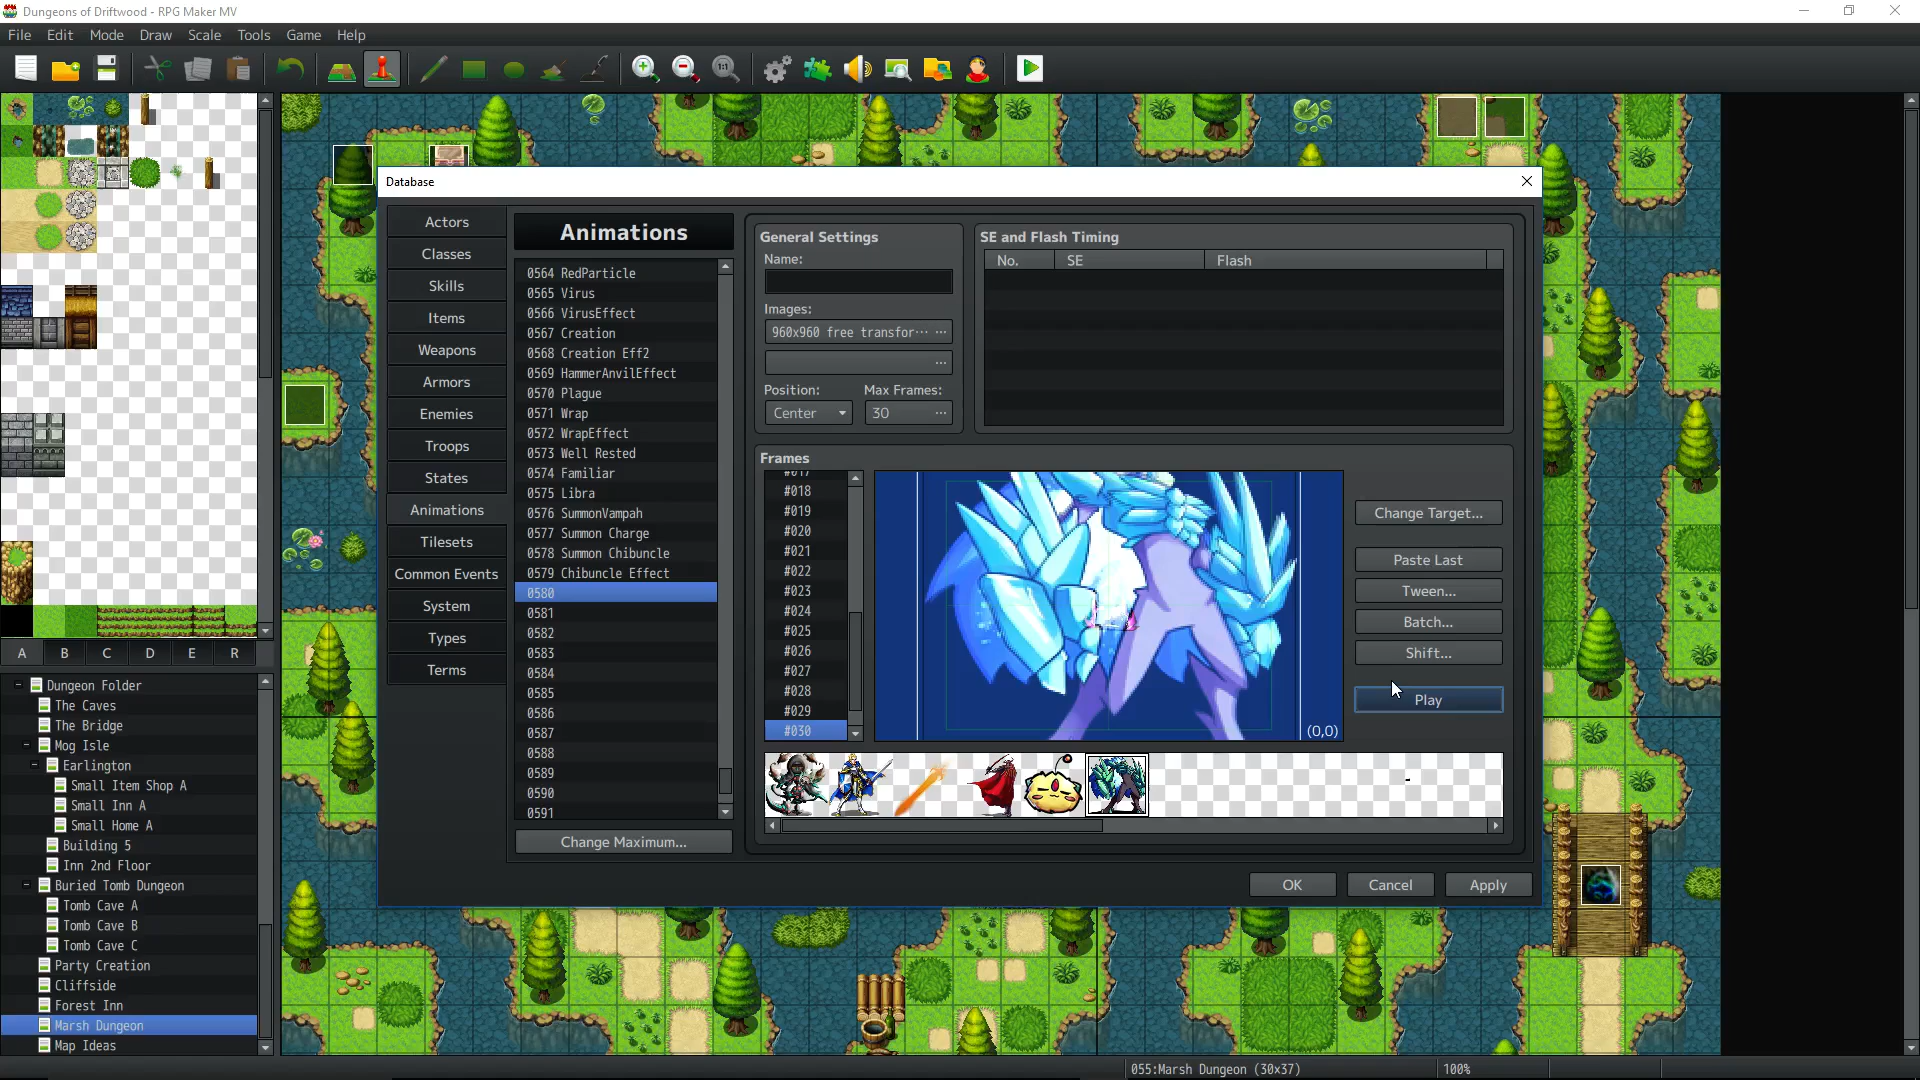 Dungeons of Driftwood - RPG Maker MV
File Edit Mode Draw Scale Tools Game Help
1:1
Database
Actors
Classes
Skills
Items
Weapons
Armors
Enemies
Troops
States
Animations
Tilesets
Common Events
System
Types
Terms
Animations
0564 RedParticle
0565 Virus
0566 VirusEffect
0567 Creation
0568 Creation Eff2
0569 HammerAnvilEffect
0570 Plague
0571 Wrap
0572 WrapEffect
0573 Well Rested
0574 Familiar
0575 Libra
0576 SummonVampah
0577 Summon Charge
0578 Summon Chibuncle
0579 Chibuncle Effect
0580
0581
0582
0583
0584
0585
0586
0587
0588
0589
0590
0591
Change Maximum...
General Settings
Name:
Images:
960x960 free transfor... ...
...
Position: Max Frames:
Center 30 ...
SE and Flash Timing
No. SE Flash
Frames
#017
#018
#019
#020
#021
#022
#023
#024
#025
#026
#027
#028
#029
#030
(0,0)
Change Target...
Paste Last
Tween...
Batch...
Shift...
Play
OK Cancel Apply
A B C D E R
Dungeon Folder
The Caves
The Bridge
Mog Isle
Earlington
Small Item Shop A
Small Inn A
Small Home A
Building 5
Inn 2nd Floor
Buried Tomb Dungeon
Tomb Cave A
Tomb Cave B
Tomb Cave C
Party Creation
Cliffside
Forest Inn
Marsh Dungeon
Map Ideas
055:Marsh Dungeon (30x37) 100%